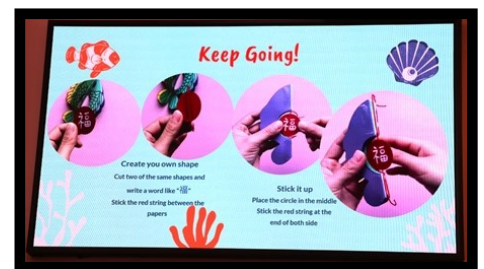 Keep Going!
Create you own shape
Cut two of the same shapes and
write a word like "福"
Stick the red string between the
papers
Stick it up
Place the circle in the middle
Stick the red string at the
end of both side
福
福
福